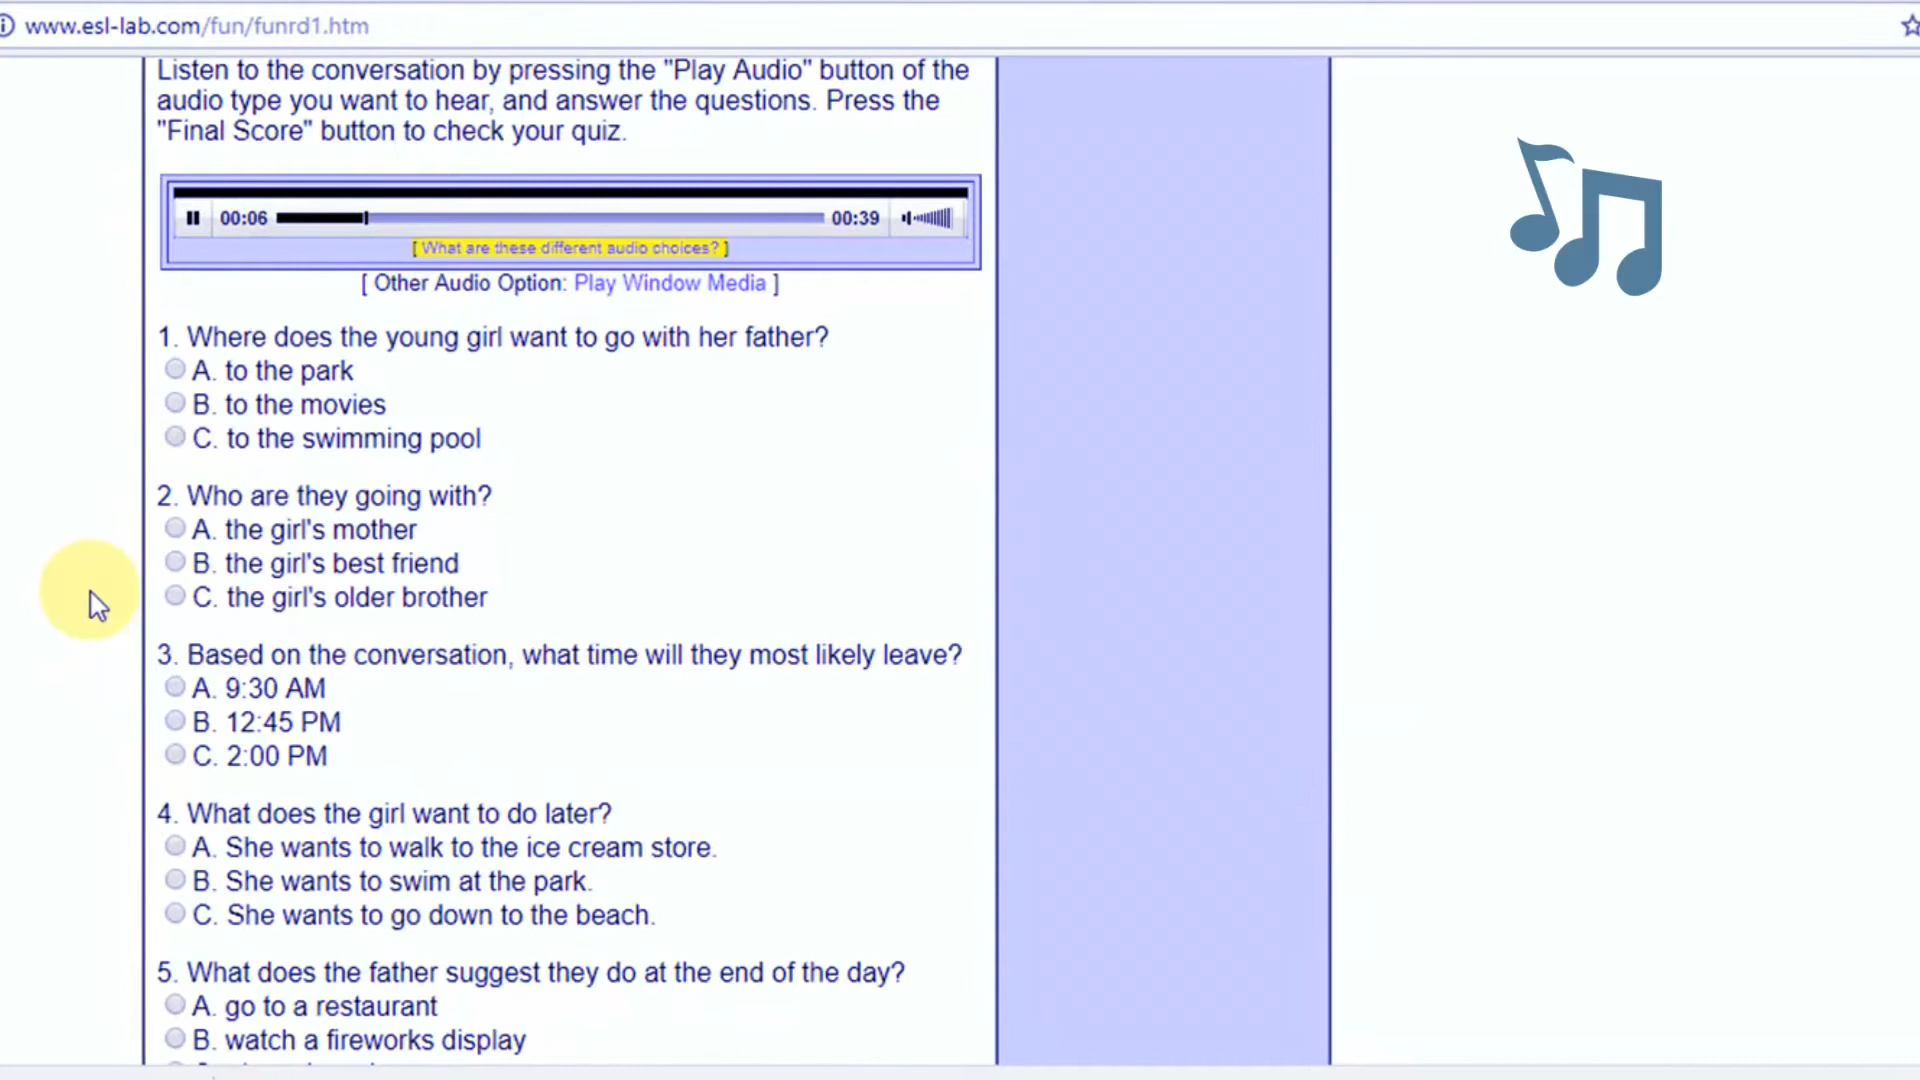 www.esl-lab.com/fun/funrd1.htm
Listen to the conversation by pressing the "Play Audio" button of the
audio type you want to hear, and answer the questions. Press the
"Final Score" button to check your quiz.
00:06 00:39
[ What are these different audio choices? ]
[ Other Audio Option: Play Window Media ]
1. Where does the young girl want to go with her father?
A. to the park
B. to the movies
C. to the swimming pool
2. Who are they going with?
A. the girl's mother
B. the girl's best friend
C. the girl's older brother
3. Based on the conversation, what time will they most likely leave?
A. 9:30 AM
B. 12:45 PM
C. 2:00 PM
4. What does the girl want to do later?
A. She wants to walk to the ice cream store.
B. She wants to swim at the park.
C. She wants to go down to the beach.
5. What does the father suggest they do at the end of the day?
A. go to a restaurant
B. watch a fireworks display